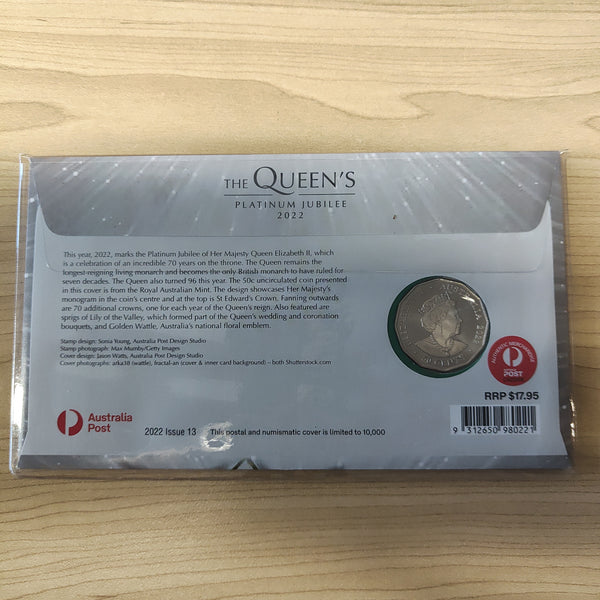 THE QUEEN'S
PLATINUM JUBILEE
2022
This year, 2022, marks the Platinum Jubilee of Her Majesty Queen Elizabeth II, which
is a celebration of an incredible 70 years on the throne. The Queen remains the
longest-reigning living monarch and becomes the only British monarch to have ruled for
seven decades. The Queen also turned 96 this year. The 50c uncirculated coin presented
in this cover is from the Royal Australian Mint. The design showcases Her Majesty's
monogram in the coin's centre and at the top is St Edward's Crown. Fanning outwards
are 70 additional crowns, one for each year of the Queen's reign. Also featured are
sprigs of Lily of the Valley, which formed part of the Queen's wedding and coronation
bouquets, and Golden Wattle, Australia's national floral emblem.
Stamp design: Sonia Young, Australia Post Design Studio
Stamp photograph: Max Mumby/Getty Images
Cover design: Jason Watts, Australia Post Design Studio
Cover photographs: afka38 (wattle), fractal-an (cover & inner card background) – both Shutterstock.com
AUSTRALIA 2022
AUTHENTIC MERCHANDISE
POST
RRP $17.95
9 312650 980221
Australia
Post
2022 Issue 13
This postal and numismatic cover is limited to 10,000